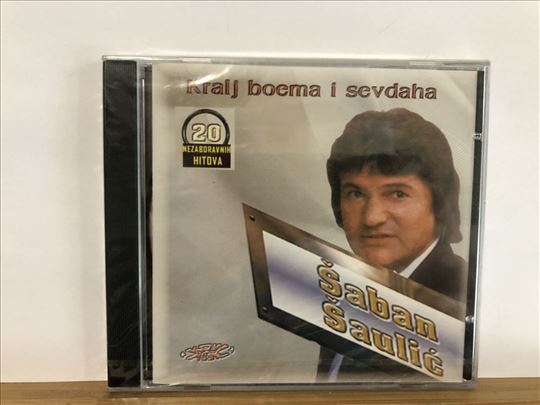 Kralj boema i sevdaha
20
NEZABORAVNIH
HITOVA
Šaban
Šaulić